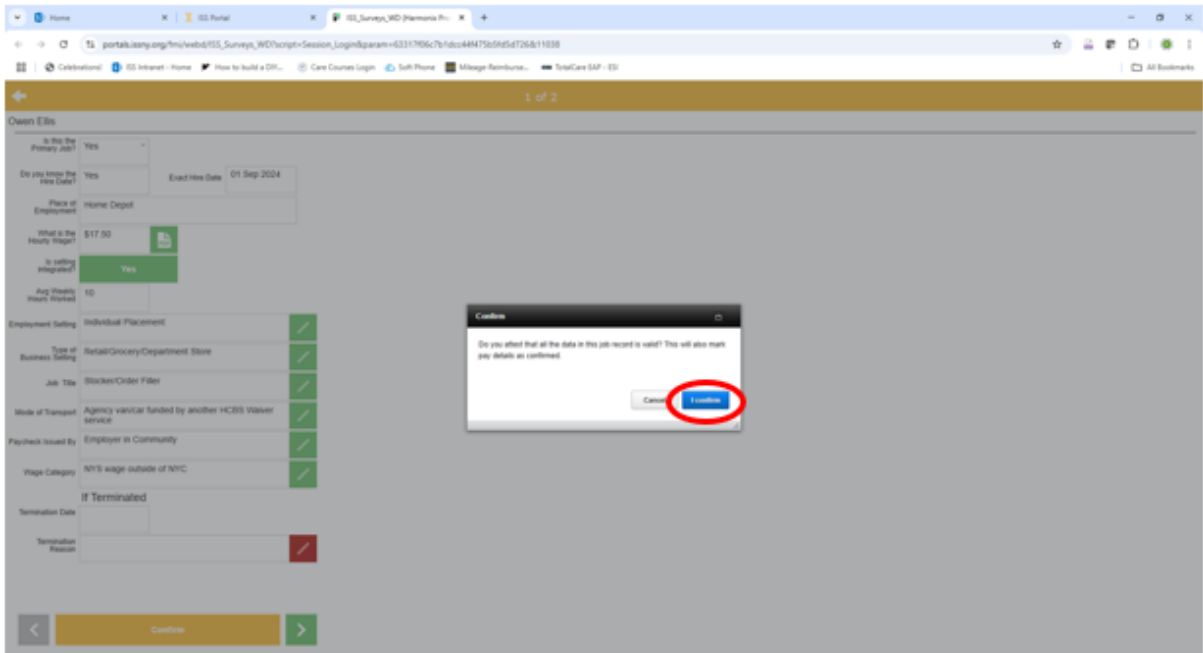 Home
ISS Portal
ISS_Surveys_WD (Harmonix Pro
portals.issny.org/fmi/webd/ISS_Surveys_WD?script=Session_Login&param=
Celebrations!
ISS Intranet - Home
How to build a DIY...
Care Courses Login
Soft Phone
Mileage Reimburse...
TotalCare EAP - ESI
All Bookmarks
1 of 2
Owen Ellis
Is this the
Primary Job?
Yes
Do you know the
Hire Date?
Yes
Exact Hire Date
01 Sep 2024
Place of
Employment
Home Depot
What is the
Hourly Wage?
$17.50
Is setting
integrated?
Yes
Avg Weekly
Hours Worked
10
Employment Setting
Individual Placement
Type of
Business Setting
Retail/Grocery/Department Store
Job Title
Stocker/Order Filler
Mode of Transport
Agency van/car funded by another HCBS Waiver
service
Paycheck Issued By
Employer in Community
Wage Category
NYS wage outside of NYC
If Terminated
Termination Date
Termination
Reason
Confirm
Confirm
Do you attest that all the data in this job record is valid? This will also mark
pay details as confirmed.
Cancel
I confirm